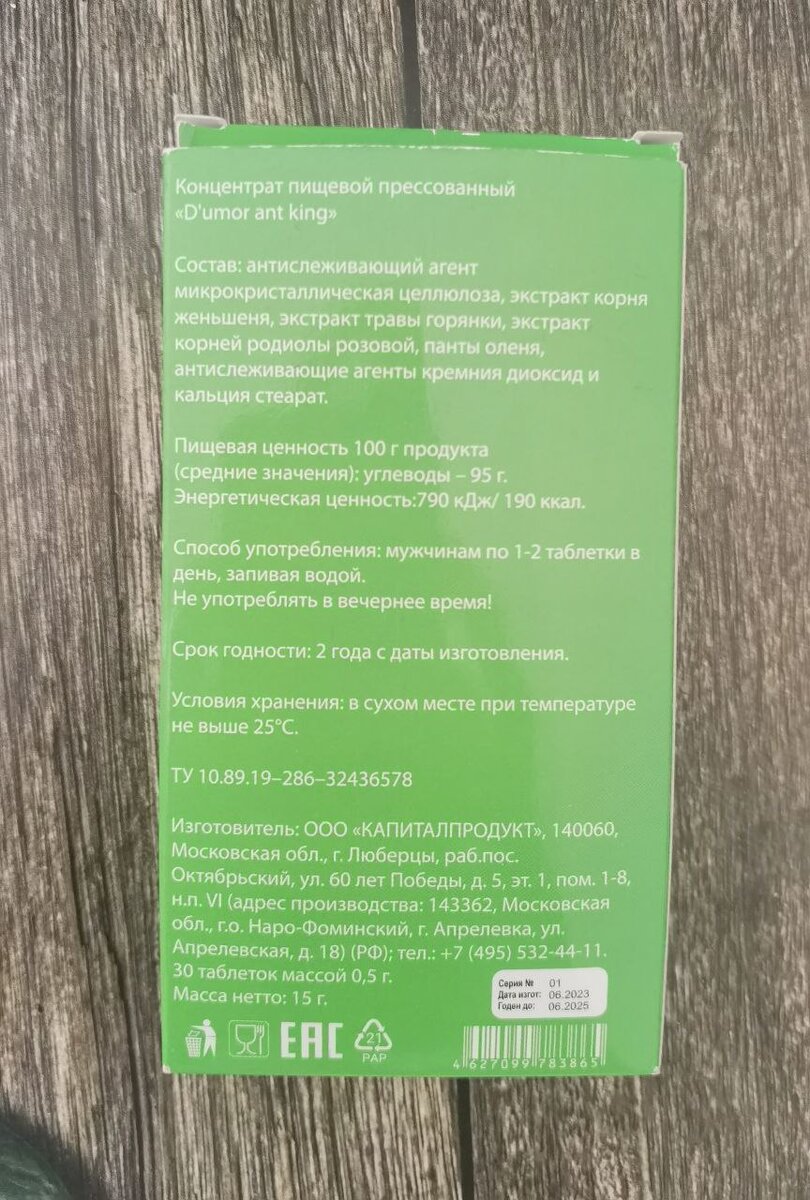 Концентрат пищевой прессованный
«D'umor ant king»
Состав: антислеживающий агент
микрокристаллическая целлюлоза, экстракт корня
женьшеня, экстракт травы горянки, экстракт
корней родиолы розовой, панты оленя,
антислеживающие агенты кремния диоксид и
кальция стеарат.
Пищевая ценность 100 г продукта
(средние значения): углеводы – 95 г.
Энергетическая ценность:790 кДж/ 190 ккал.
Способ употребления: мужчинам по 1-2 таблетки в
день, запивая водой.
Не употреблять в вечернее время!
Срок годности: 2 года с даты изготовления.
Условия хранения: в сухом месте при температуре
не выше 25°С.
ТУ 10.89.19–286–32436578
Изготовитель: ООО «КАПИТАЛПРОДУКТ», 140060,
Московская обл., г. Люберцы, раб.пос.
Октябрьский, ул. 60 лет Победы, д. 5, эт. 1, пом. 1-8,
н.п. VI (адрес производства: 143362, Московская
обл., г.о. Наро-Фоминский, г. Апрелевка, ул.
Апрелевская, д. 18) (РФ); тел.: +7 (495) 532-44-11.
30 таблеток массой 0,5 г.
Масса нетто: 15 г.
Серия № 01
Дата изгот: 06.2023
Годен до: 06.2025
EAC
21
PAP
4 627099 783865